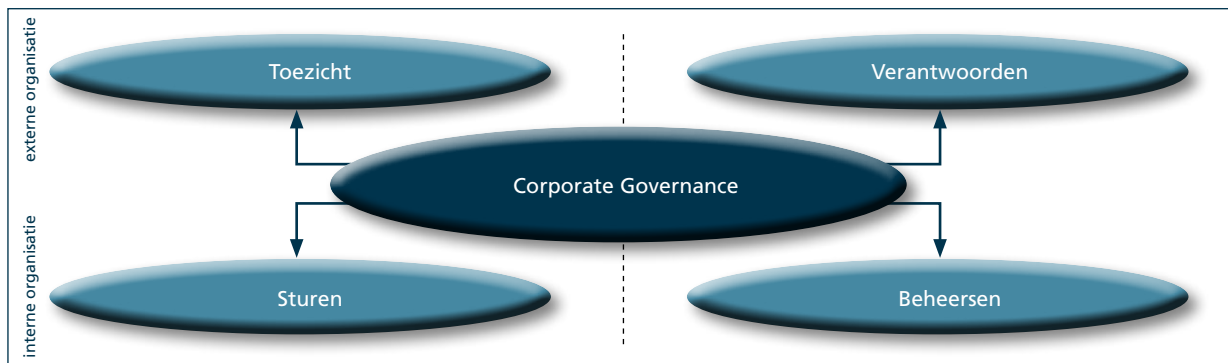 externe organisatie
Toezicht
Verantwoorden
Corporate Governance
interne organisatie
Sturen
Beheersen